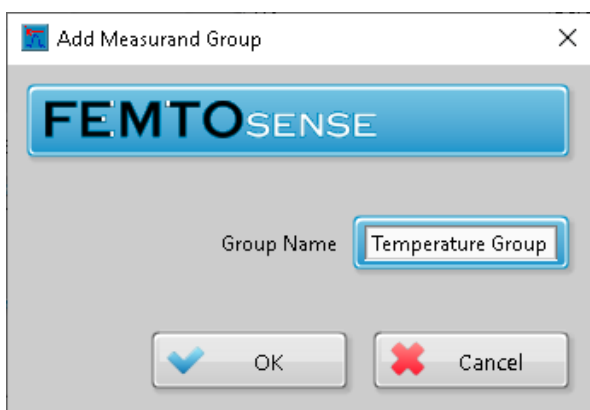 Add Measurand Group
FEMTOSENSE
Group Name Temperature Group
OK Cancel